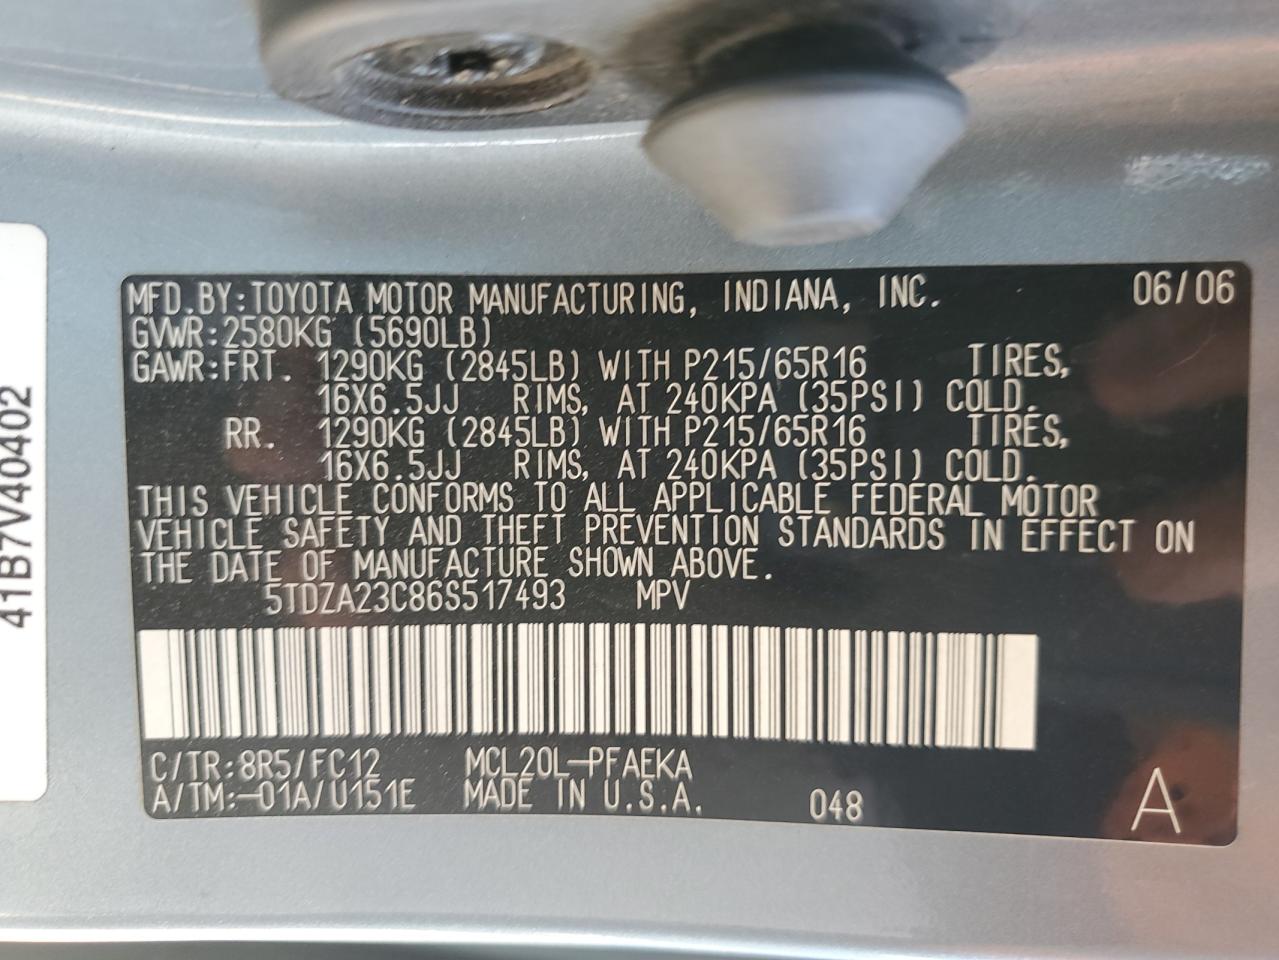 MFD.BY:TOYOTA MOTOR MANUFACTURING, INDIANA, INC. 06/06
GVWR:2580KG (5690LB)
GAWR:FRT. 1290KG (2845LB) WITH P215/65R16 TIRES,
16X6.5JJ RIMS, AT 240KPA (35PSI) COLD.
RR. 1290KG (2845LB) WITH P215/65R16 TIRES,
16X6.5JJ RIMS, AT 240KPA (35PSI) COLD.
THIS VEHICLE CONFORMS TO ALL APPLICABLE FEDERAL MOTOR
VEHICLE SAFETY AND THEFT PREVENTION STANDARDS IN EFFECT ON
THE DATE OF MANUFACTURE SHOWN ABOVE.
5TDZA23C86S517493 MPV
C/TR:8R5/FC12 MCL20L-PFAEKA
A/TM:-01A/U151E MADE IN U.S.A. 048 A
41B7V40402